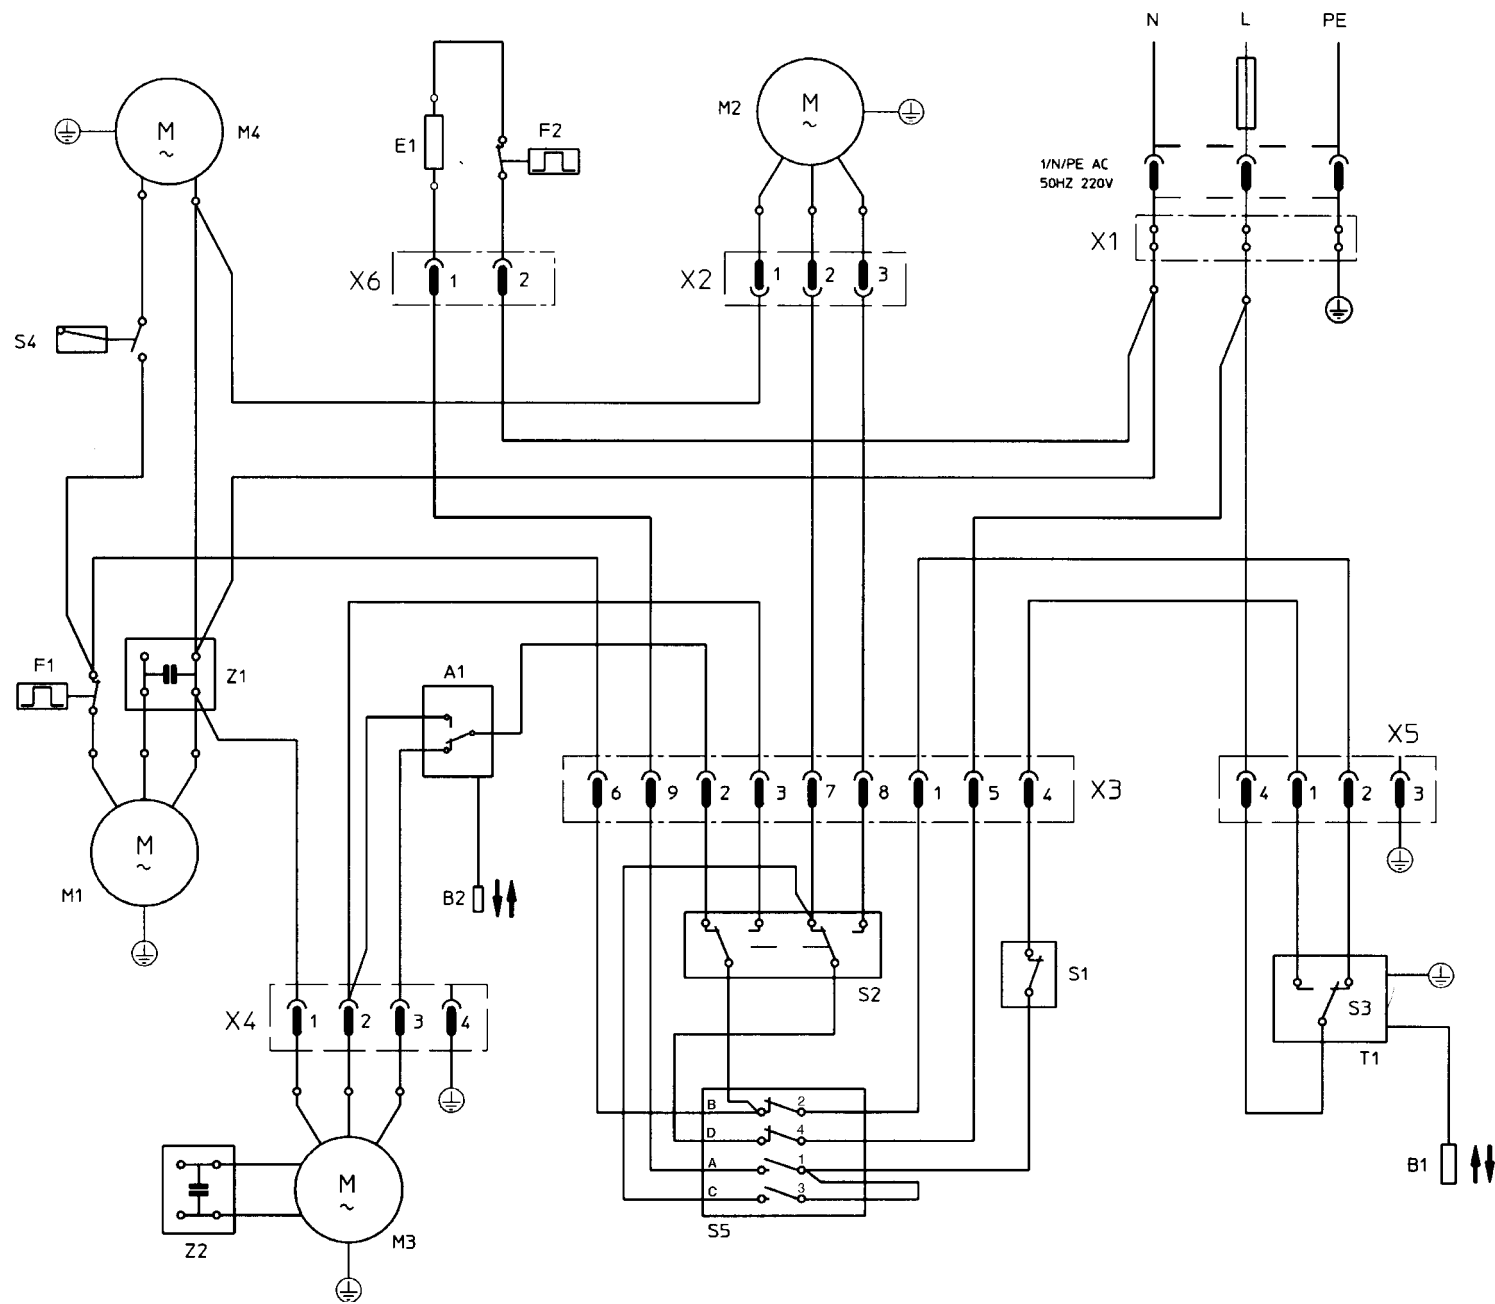 N L PE
M ~ M4
E1 F2
M2 M ~
1/N/PE AC
50HZ 220V
X1
X6 1 2
X2 1 2 3
S4
F1
Z1
A1
X5
6 9 2 3 7 8 1 5 4 X3
4 1 2 3
M ~
M1
B2
S2
S1
S3
T1
X4 1 2 3 4
B 2
D 4
A 1
C 3
S5
B1
M ~
M3
Z2